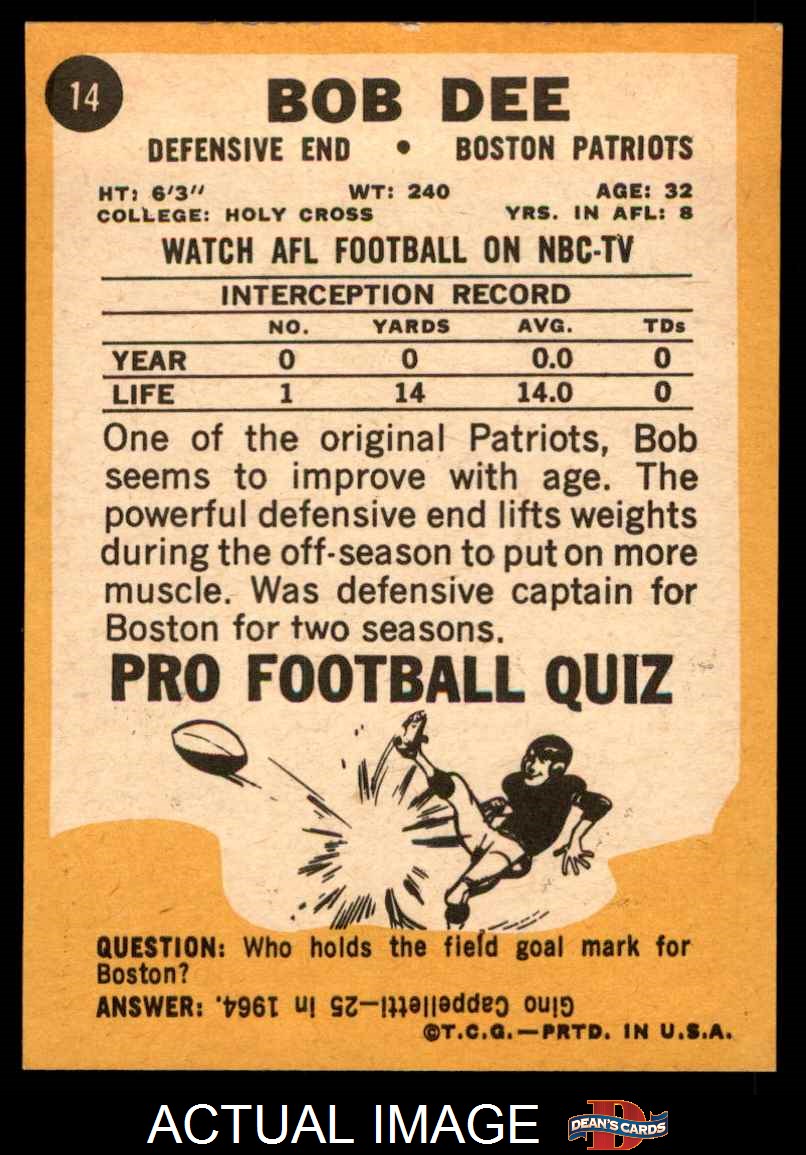 14
BOB DEE
DEFENSIVE END • BOSTON PATRIOTS
HT: 6'3" WT: 240 AGE: 32
COLLEGE: HOLY CROSS YRS. IN AFL: 8
WATCH AFL FOOTBALL ON NBC-TV
INTERCEPTION RECORD
NO. YARDS AVG. TDs
YEAR 0 0 0.0 0
LIFE 1 14 14.0 0
One of the original Patriots, Bob
seems to improve with age. The
powerful defensive end lifts weights
during the off-season to put on more
muscle. Was defensive captain for
Boston for two seasons.
PRO FOOTBALL QUIZ
QUESTION: Who holds the field goal mark for
Boston?
ANSWER: Gino Cappelletti—25 in 1964.
©T.C.G.—PRTD. IN U.S.A.
ACTUAL IMAGE
D
DEAN'S CARDS